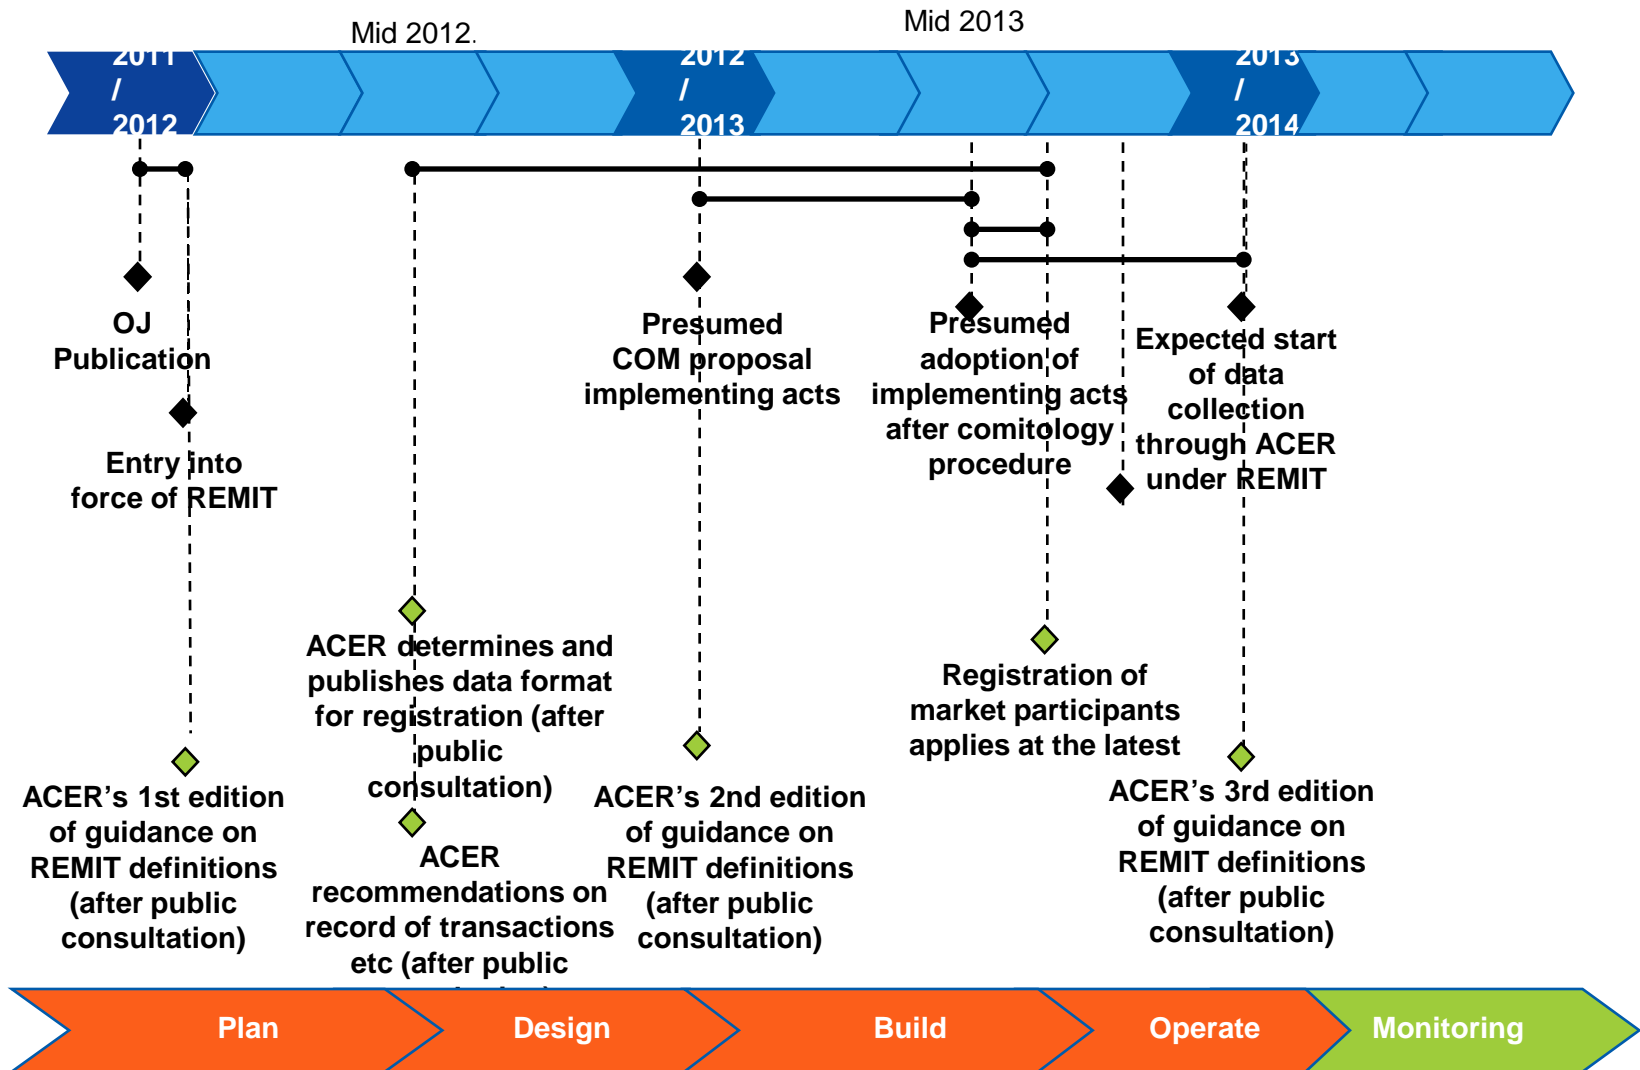 Mid 2012.
Mid 2013
2011
/
2012
2012
/
2013
2013
/
2014
OJ
Publication
Entry into
force of REMIT
Presumed
COM proposal
implementing acts
Presumed
adoption of
implementing acts
after comitology
procedure
Expected start
of data
collection
through ACER
under REMIT
ACER determines and
publishes data format
for registration (after
public
consultation)
Registration of
market participants
applies at the latest
ACER's 1st edition
of guidance on
REMIT definitions
(after public
consultation)
ACER
recommendations on
record of transactions
etc (after public
ACER's 2nd edition
of guidance on
REMIT definitions
(after public
consultation)
ACER's 3rd edition
of guidance on
REMIT definitions
(after public
consultation)
Plan
Design
Build
Operate
Monitoring